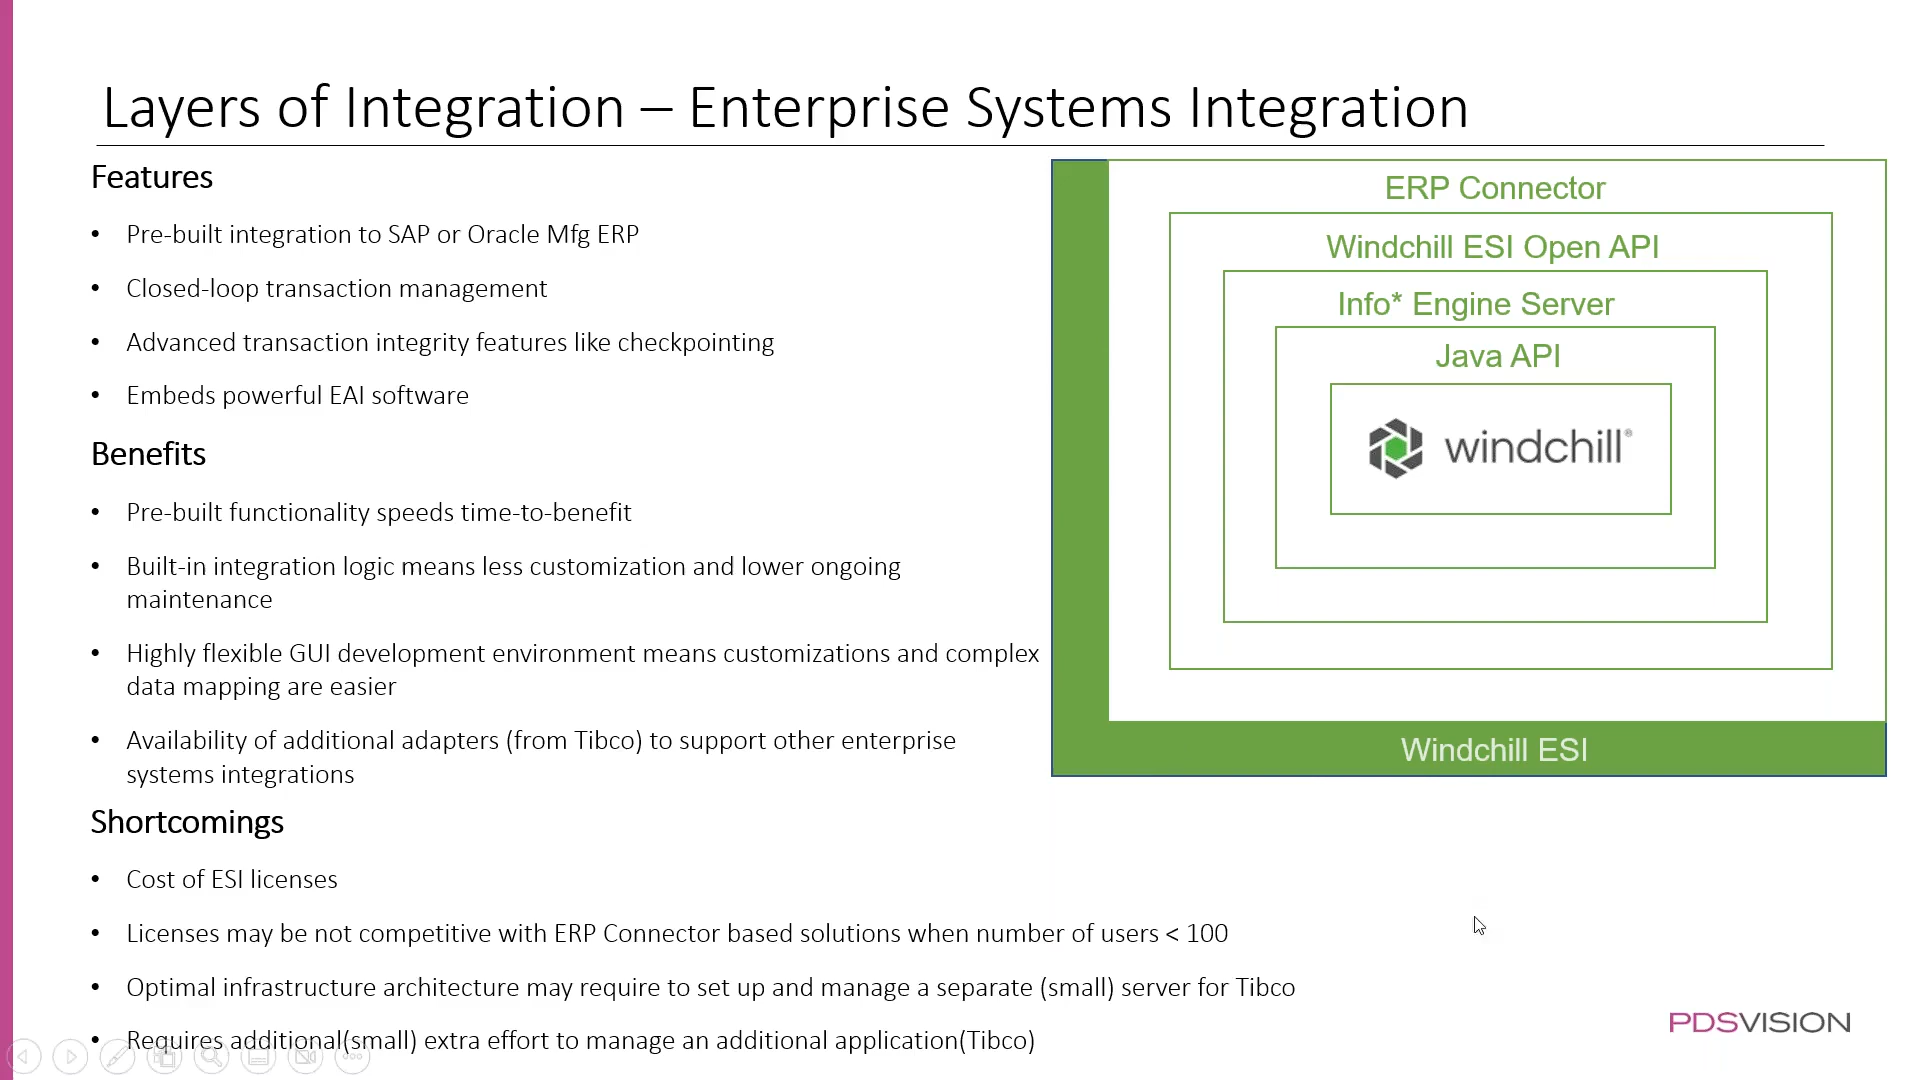 Layers of Integration – Enterprise Systems Integration
Features
• Pre-built integration to SAP or Oracle Mfg ERP
• Closed-loop transaction management
• Advanced transaction integrity features like checkpointing
• Embeds powerful EAI software
Benefits
• Pre-built functionality speeds time-to-benefit
• Built-in integration logic means less customization and lower ongoing
maintenance
• Highly flexible GUI development environment means customizations and complex
data mapping are easier
• Availability of additional adapters (from Tibco) to support other enterprise
systems integrations
Shortcomings
• Cost of ESI licenses
• Licenses may be not competitive with ERP Connector based solutions when number of users < 100
• Optimal infrastructure architecture may require to set up and manage a separate (small) server for Tibco
• Requires additional(small) extra effort to manage an additional application(Tibco)
ERP Connector
Windchill ESI Open API
Info* Engine Server
Java API
windchill®
Windchill ESI
PDSVISION